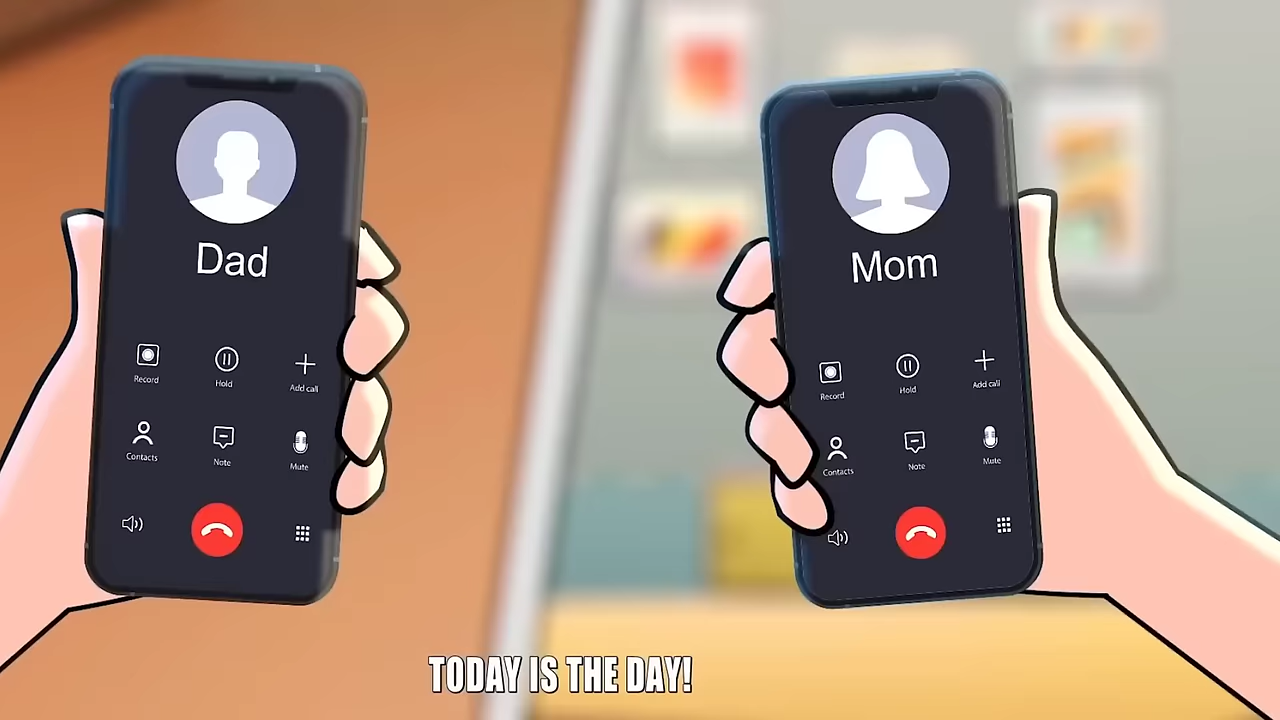 Dad
Record
Hold
Add call
Contacts
Note
Mute
Mom
Record
Hold
Add call
Contacts
Note
Mute
TODAY IS THE DAY!